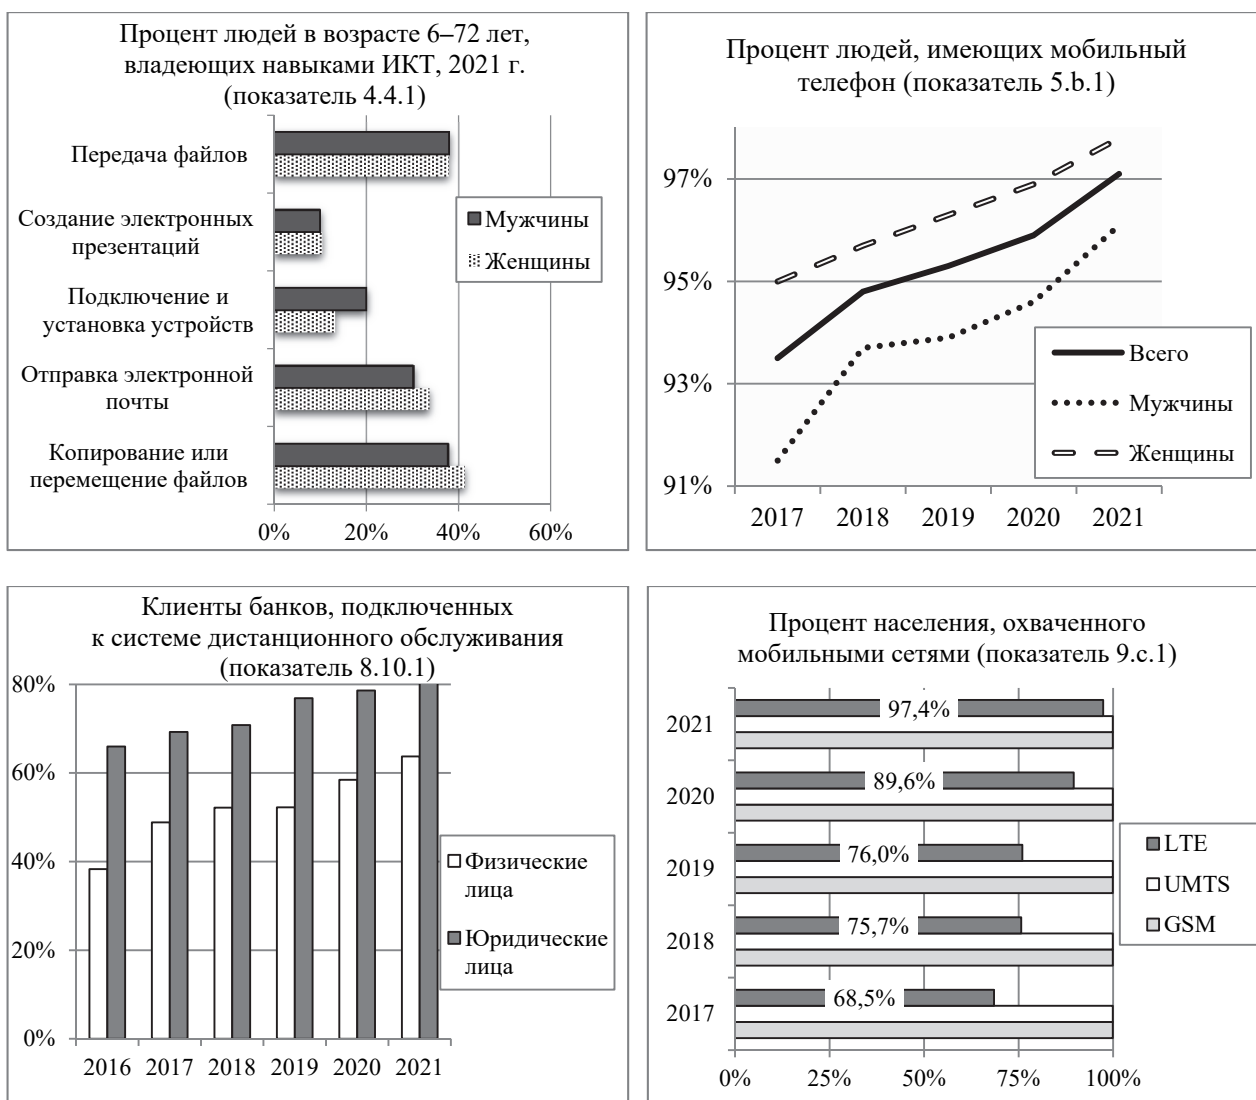 Процент людей в возрасте 6–72 лет,
владеющих навыками ИКТ, 2021 г.
(показатель 4.4.1)
Передача файлов
Создание электронных
презентаций
Подключение и
установка устройств
Отправка электронной
почты
Копирование или
перемещение файлов
Мужчины
Женщины
0% 20% 40% 60%
Процент людей, имеющих мобильный
телефон (показатель 5.b.1)
97%
95%
93%
91%
Всего
Мужчины
Женщины
2017 2018 2019 2020 2021
Клиенты банков, подключенных
к системе дистанционного обслуживания
(показатель 8.10.1)
80%
60%
40%
20%
0%
Физические
лица
Юридические
лица
2016 2017 2018 2019 2020 2021
Процент населения, охваченного
мобильными сетями (показатель 9.c.1)
2021 97,4%
2020 89,6%
2019 76,0%
2018 75,7%
2017 68,5%
LTE
UMTS
GSM
0% 25% 50% 75% 100%